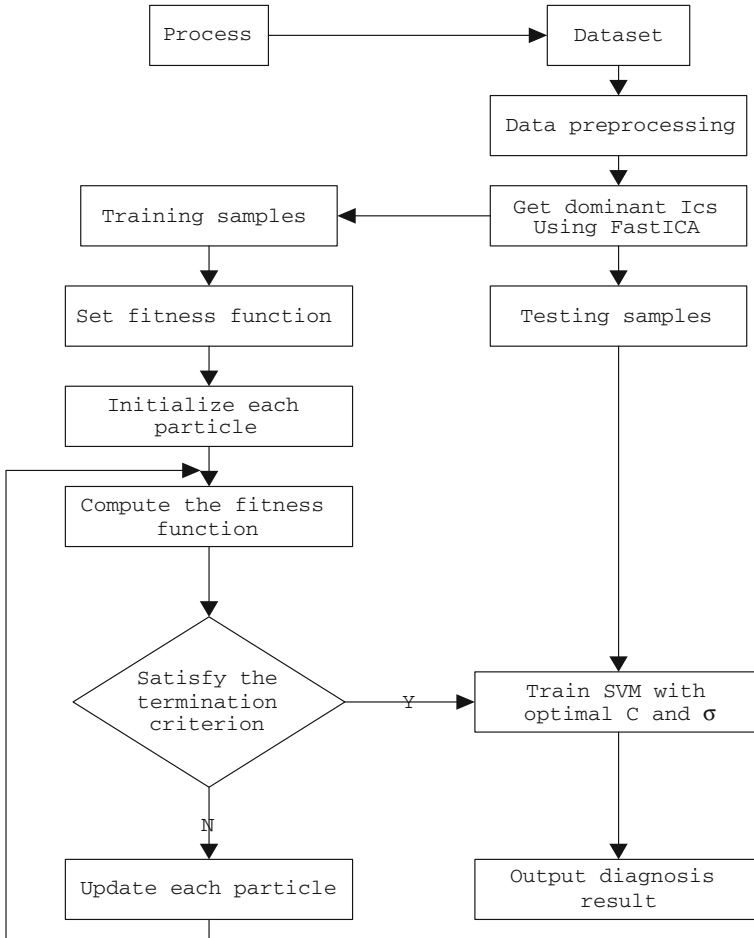 Process
Dataset
Data preprocessing
Get dominant Ics
Using FastICA
Training samples
Testing samples
Set fitness function
Initialize each
particle
Compute the fitness
function
Satisfy the
termination
criterion
Y
Train SVM with
optimal C and σ
N
Update each particle
Output diagnosis
result